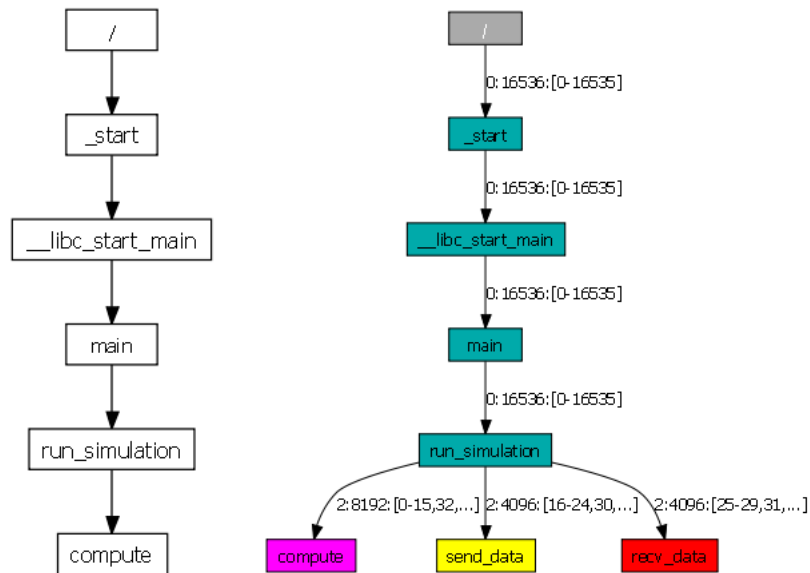 /
_start
__libc_start_main
main
run_simulation
compute
/
0:16536:[0-16535]
_start
0:16536:[0-16535]
__libc_start_main
0:16536:[0-16535]
main
0:16536:[0-16535]
run_simulation
2:8192:[0-15,32,...] 2:4096:[16-24,30,...] 2:4096:[25-29,31,...]
compute send_data recv_data